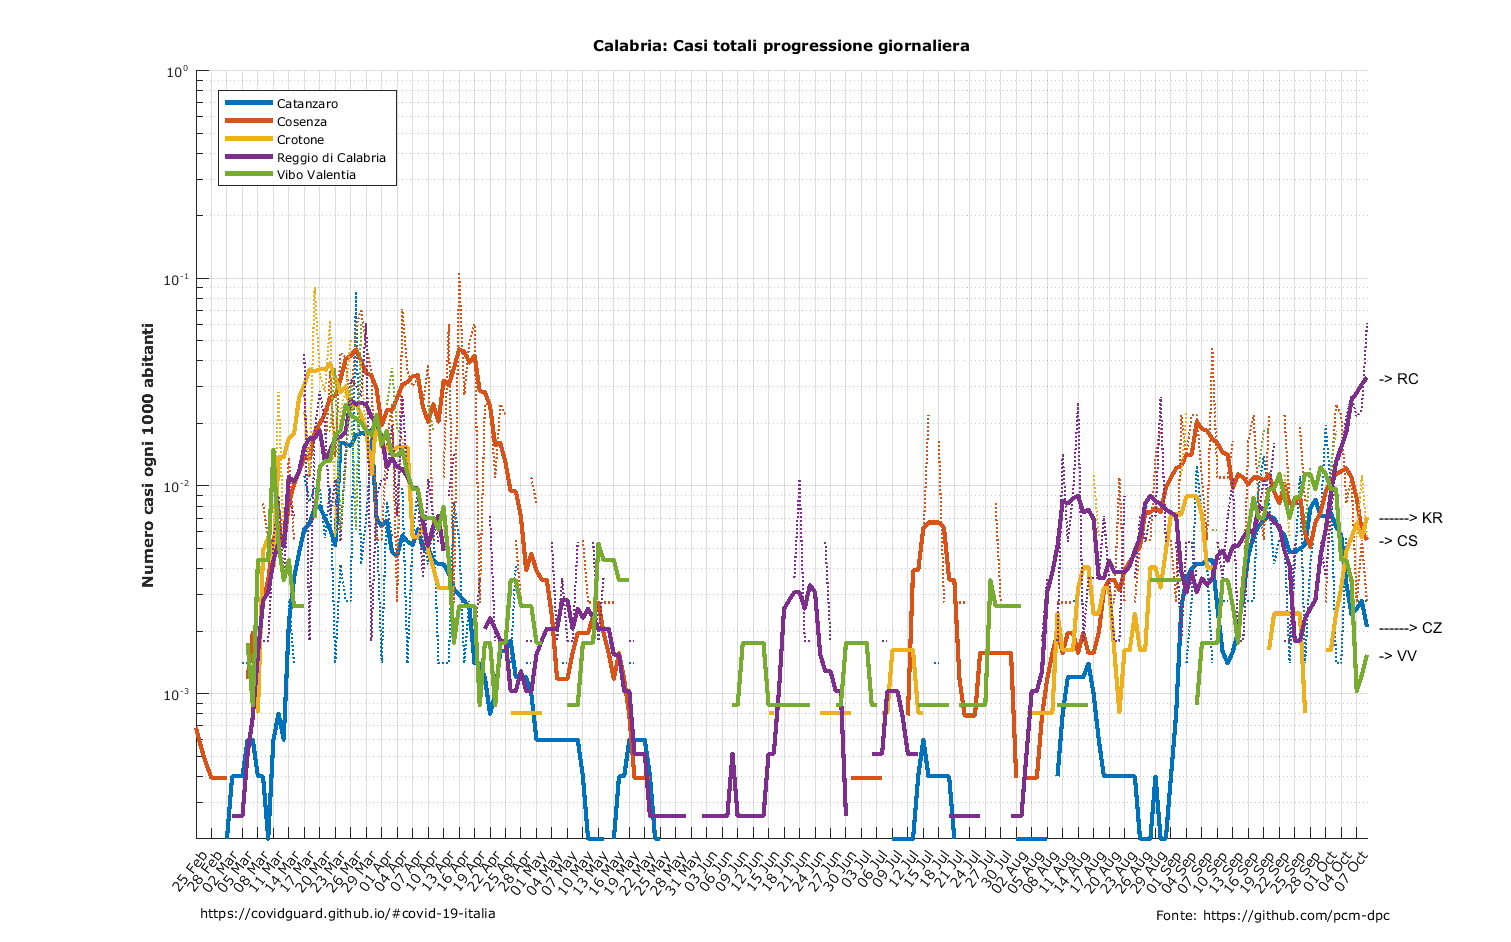 Calabria: Casi totali progressione giornaliera
Numero casi ogni 1000 abitanti
10⁰
10⁻¹
10⁻²
10⁻³
Catanzaro
Cosenza
Crotone
Reggio di Calabria
Vibo Valentia
-> RC
------> KR
-> CS
------> CZ
-> VV
25 Feb
28 Feb
02 Mar
05 Mar
08 Mar
11 Mar
14 Mar
17 Mar
20 Mar
23 Mar
26 Mar
29 Mar
01 Apr
04 Apr
07 Apr
10 Apr
13 Apr
16 Apr
19 Apr
22 Apr
25 Apr
28 Apr
01 May
04 May
07 May
10 May
13 May
16 May
19 May
22 May
25 May
28 May
31 May
03 Jun
06 Jun
09 Jun
12 Jun
15 Jun
18 Jun
21 Jun
24 Jun
27 Jun
30 Jun
03 Jul
06 Jul
09 Jul
12 Jul
15 Jul
18 Jul
21 Jul
24 Jul
27 Jul
30 Jul
02 Aug
05 Aug
08 Aug
11 Aug
14 Aug
17 Aug
20 Aug
23 Aug
26 Aug
29 Aug
01 Sep
04 Sep
07 Sep
10 Sep
13 Sep
16 Sep
19 Sep
22 Sep
25 Sep
28 Sep
01 Oct
04 Oct
07 Oct
https://covidguard.github.io/#covid-19-italia
Fonte: https://github.com/pcm-dpc